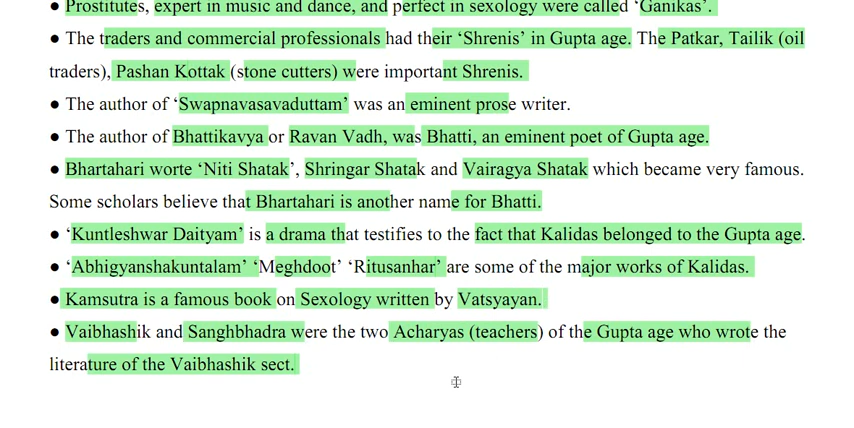 ● Prostitutes, expert in music and dance, and perfect in sexology were called ‘Ganikas’.
● The traders and commercial professionals had their ‘Shrenis’ in Gupta age. The Patkar, Tailik (oil
traders), Pashan Kottak (stone cutters) were important Shrenis.
● The author of ‘Swapnavasavaduttam’ was an eminent prose writer.
● The author of Bhattikavya or Ravan Vadh, was Bhatti, an eminent poet of Gupta age.
● Bhartahari worte ‘Niti Shatak’, Shringar Shatak and Vairagya Shatak which became very famous.
Some scholars believe that Bhartahari is another name for Bhatti.
● ‘Kuntleshwar Daityam’ is a drama that testifies to the fact that Kalidas belonged to the Gupta age.
● ‘Abhigyanshakuntalam’ ‘Meghdoot’ ‘Ritusanhar’ are some of the major works of Kalidas.
● Kamsutra is a famous book on Sexology written by Vatsyayan.
● Vaibhashik and Sanghbhadra were the two Acharyas (teachers) of the Gupta age who wrote the
literature of the Vaibhashik sect.